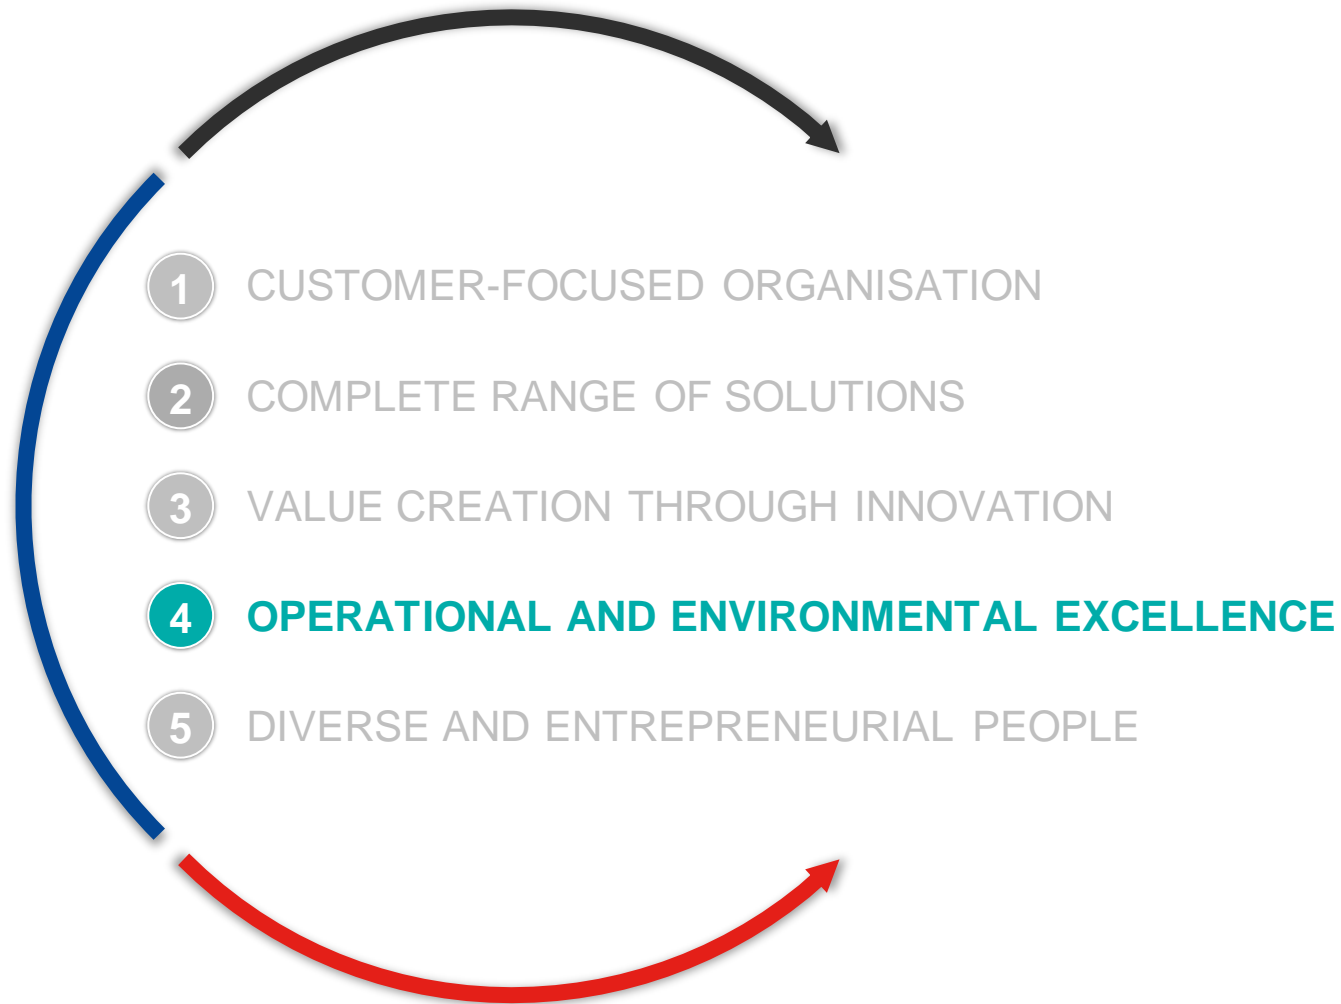 1 CUSTOMER-FOCUSED ORGANISATION
2 COMPLETE RANGE OF SOLUTIONS
3 VALUE CREATION THROUGH INNOVATION
4 OPERATIONAL AND ENVIRONMENTAL EXCELLENCE
5 DIVERSE AND ENTREPRENEURIAL PEOPLE